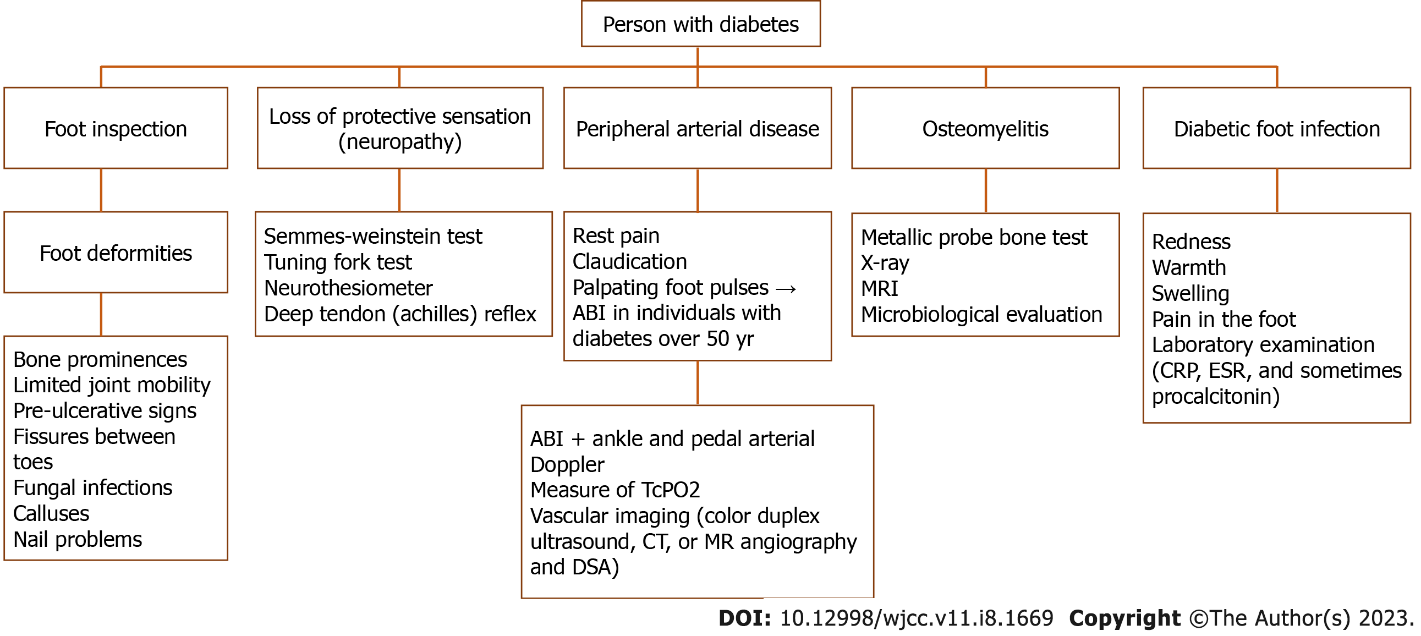 Person with diabetes
Foot inspection
Loss of protective sensation
(neuropathy)
Peripheral arterial disease
Osteomyelitis
Diabetic foot infection
Foot deformities
Bone prominences
Limited joint mobility
Pre-ulcerative signs
Fissures between
toes
Fungal infections
Calluses
Nail problems
Semmes-weinstein test
Tuning fork test
Neurothesiometer
Deep tendon (achilles) reflex
Rest pain
Claudication
Palpating foot pulses →
ABI in individuals with
diabetes over 50 yr
ABI + ankle and pedal arterial
Doppler
Measure of TcPO2
Vascular imaging (color duplex
ultrasound, CT, or MR angiography
and DSA)
Metallic probe bone test
X-ray
MRI
Microbiological evaluation
Redness
Warmth
Swelling
Pain in the foot
Laboratory examination
(CRP, ESR, and sometimes
procalcitonin)
DOI: 10.12998/wjcc.v11.i8.1669 Copyright ©The Author(s) 2023.